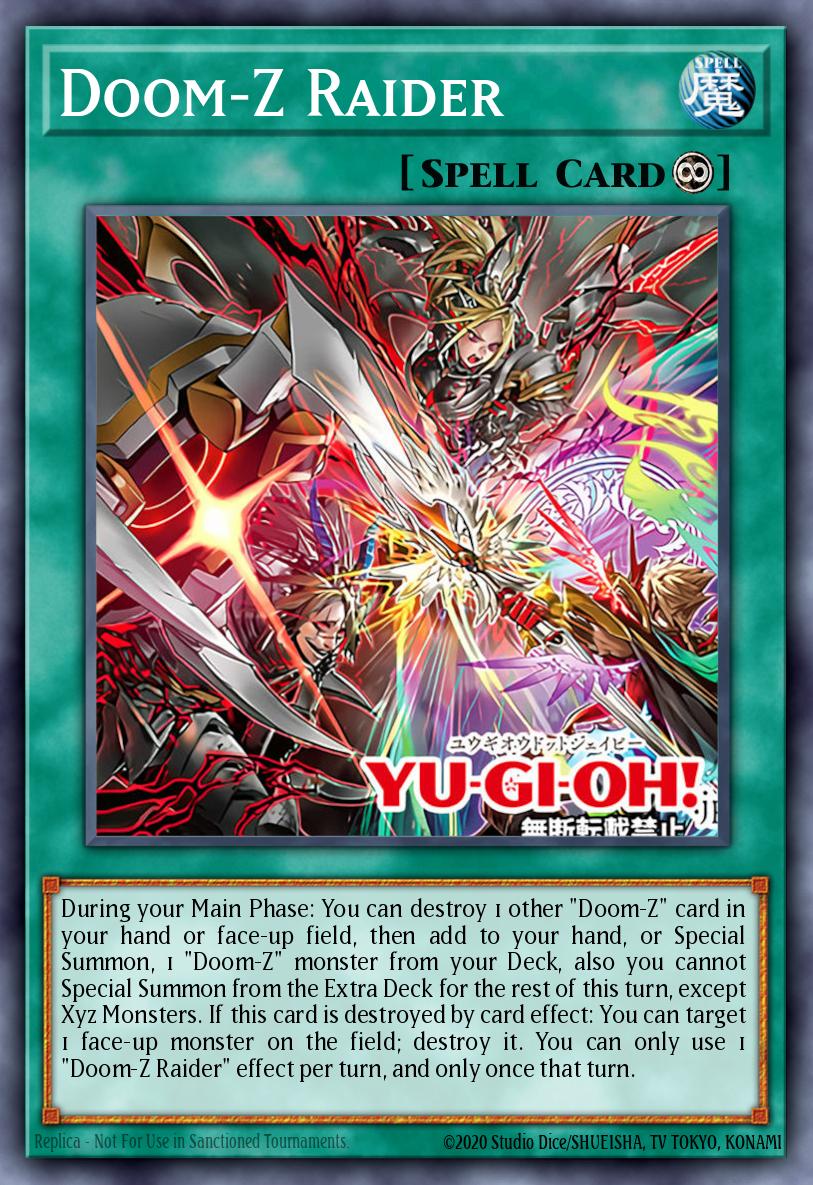 Doom-Z Raider
SPELL
魔
[Spell Card]
ユウギオウドットジェイピー
YU-GI-OH!
無断転載禁止
During your Main Phase: You can destroy 1 other "Doom-Z" card in
your hand or face-up field, then add to your hand, or Special
Summon, 1 "Doom-Z" monster from your Deck, also you cannot
Special Summon from the Extra Deck for the rest of this turn, except
Xyz Monsters. If this card is destroyed by card effect: You can target
1 face-up monster on the field; destroy it. You can only use 1
"Doom-Z Raider" effect per turn, and only once that turn.
Replica - Not For Use in Sanctioned Tournaments.
©2020 Studio Dice/SHUEISHA, TV TOKYO, KONAMI